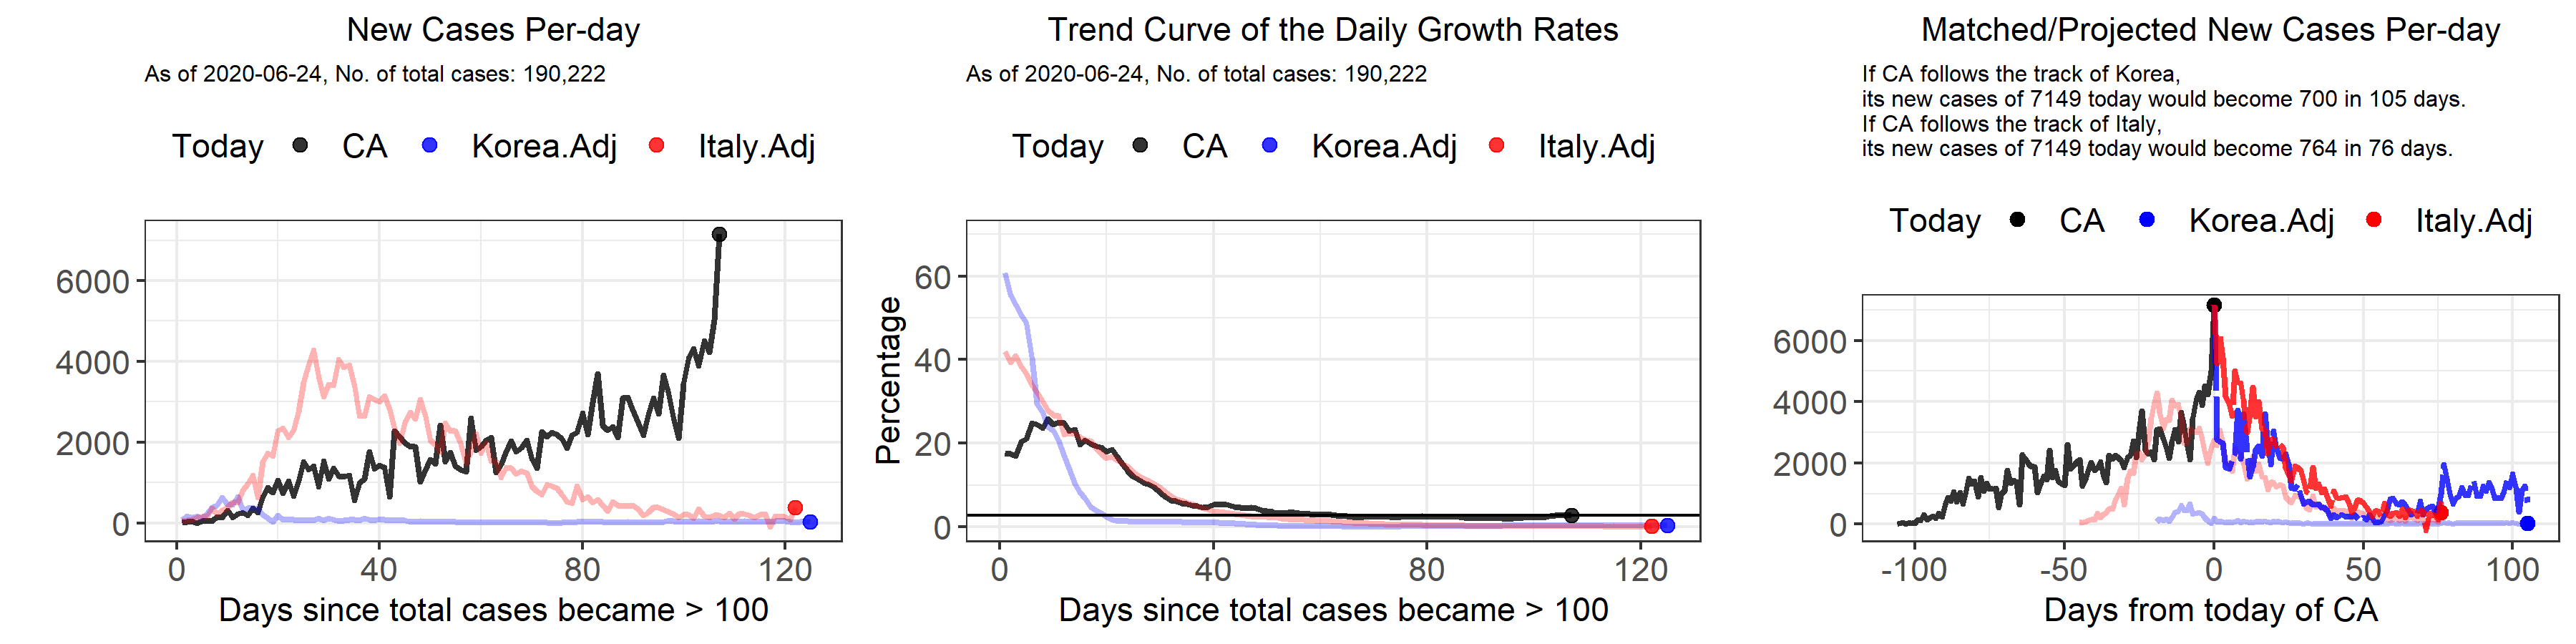 New Cases Per-day
As of 2020-06-24, No. of total cases: 190,222
Today CA Korea.Adj Italy.Adj
6000
4000
2000
0
0 40 80 120
Days since total cases became > 100
Trend Curve of the Daily Growth Rates
As of 2020-06-24, No. of total cases: 190,222
Today CA Korea.Adj Italy.Adj
Percentage
60
40
20
0
0 40 80 120
Days since total cases became > 100
Matched/Projected New Cases Per-day
If CA follows the track of Korea,
its new cases of 7149 today would become 700 in 105 days.
If CA follows the track of Italy,
its new cases of 7149 today would become 764 in 76 days.
Today CA Korea.Adj Italy.Adj
6000
4000
2000
0
-100 -50 0 50 100
Days from today of CA